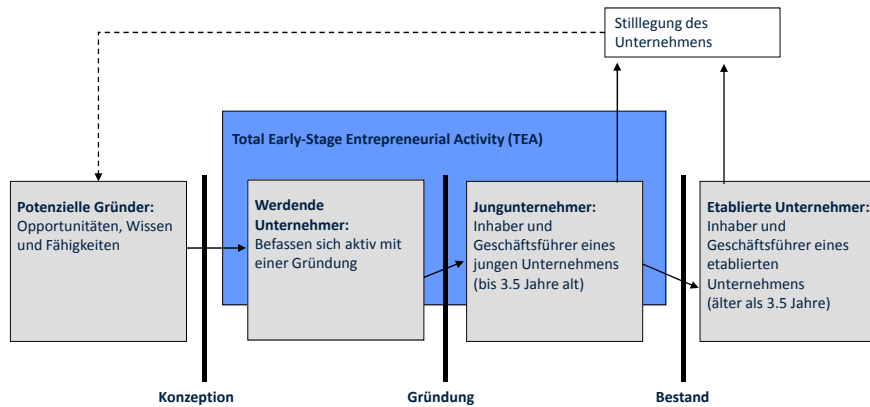 Stilllegung des
Unternehmens
Total Early-Stage Entrepreneurial Activity (TEA)
Potenzielle Gründer:
Opportunitäten, Wissen
und Fähigkeiten
Werdende
Unternehmer:
Befassen sich aktiv mit
einer Gründung
Jungunternehmer:
Inhaber und
Geschäftsführer eines
jungen Unternehmens
(bis 3.5 Jahre alt)
Etablierte Unternehmer:
Inhaber und
Geschäftsführer eines
etablierten
Unternehmens
(älter als 3.5 Jahre)
Konzeption
Gründung
Bestand